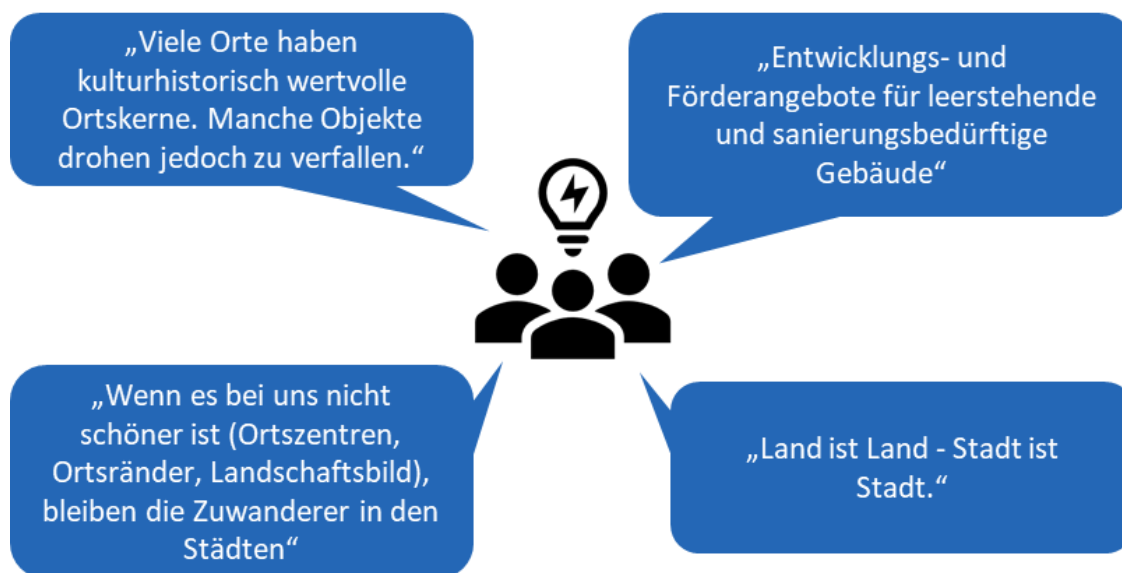 „Viele Orte haben
kulturhistorisch wertvolle
Ortskerne. Manche Objekte
drohen jedoch zu verfallen.“
„Entwicklungs- und
Förderangebote für leerstehende
und sanierungsbedürftige
Gebäude“
„Wenn es bei uns nicht
schöner ist (Ortszentren,
Ortsränder, Landschaftsbild),
bleiben die Zuwanderer in den
Städten“
„Land ist Land - Stadt ist
Stadt.“